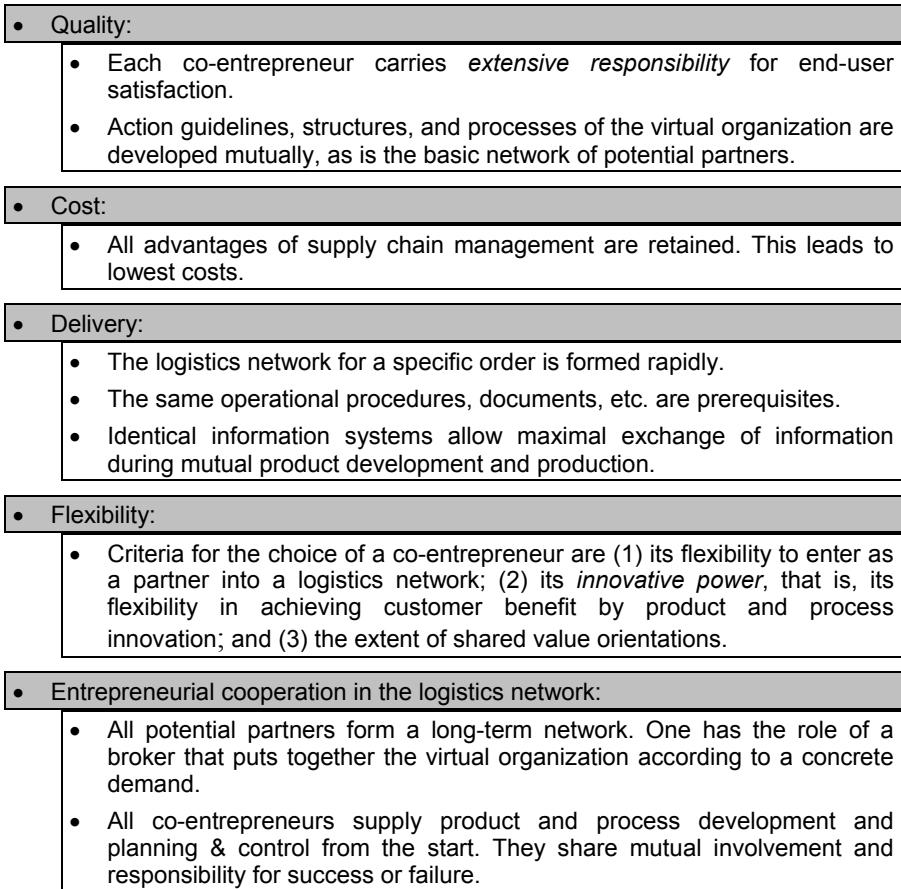 • Quality:
• Each co-entrepreneur carries extensive responsibility for end-user
satisfaction.
• Action guidelines, structures, and processes of the virtual organization are
developed mutually, as is the basic network of potential partners.
• Cost:
• All advantages of supply chain management are retained. This leads to
lowest costs.
• Delivery:
• The logistics network for a specific order is formed rapidly.
• The same operational procedures, documents, etc. are prerequisites.
• Identical information systems allow maximal exchange of information
during mutual product development and production.
• Flexibility:
• Criteria for the choice of a co-entrepreneur are (1) its flexibility to enter as
a partner into a logistics network; (2) its innovative power, that is, its
flexibility in achieving customer benefit by product and process
innovation; and (3) the extent of shared value orientations.
• Entrepreneurial cooperation in the logistics network:
• All potential partners form a long-term network. One has the role of a
broker that puts together the virtual organization according to a concrete
demand.
• All co-entrepreneurs supply product and process development and
planning & control from the start. They share mutual involvement and
responsibility for success or failure.